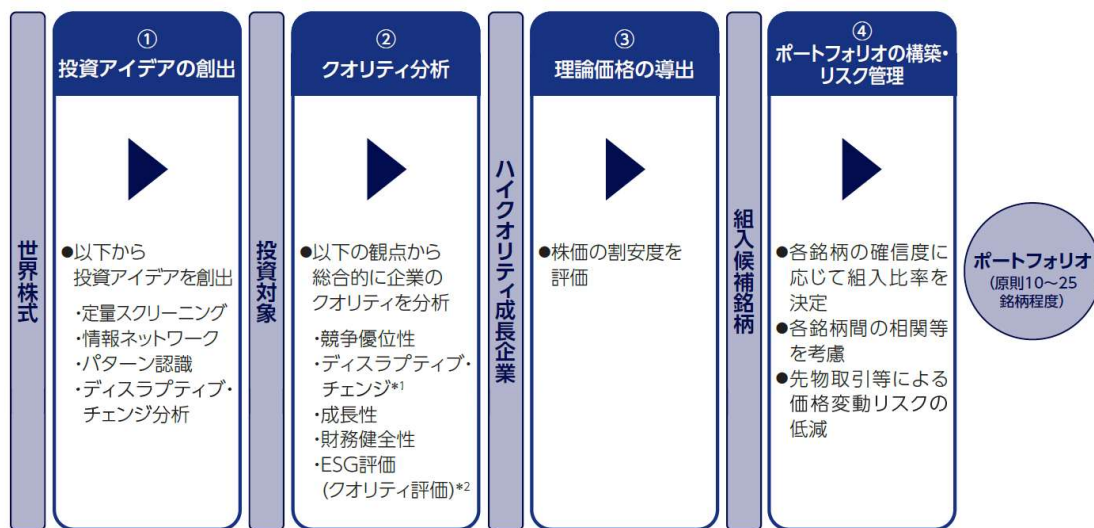 世界株式
①
投資アイデアの創出
●以下から
投資アイデアを創出
・定量スクリーニング
・情報ネットワーク
・パターン認識
・ディスラプティブ・
チェンジ分析
投資対象
②
クオリティ分析
●以下の観点から
総合的に企業の
クオリティを分析
・競争優位性
・ディスラプティブ・
チェンジ*1
・成長性
・財務健全性
・ESG評価
(クオリティ評価)*2
ハイクオリティ成長企業
③
理論価格の導出
●株価の割安度を
評価
組入候補銘柄
④
ポートフォリオの構築・
リスク管理
●各銘柄の確信度に
応じて組入比率を
決定
●各銘柄間の相関等
を考慮
●先物取引等による
価格変動リスクの
低減
ポートフォリオ
(原則10〜25
銘柄程度)